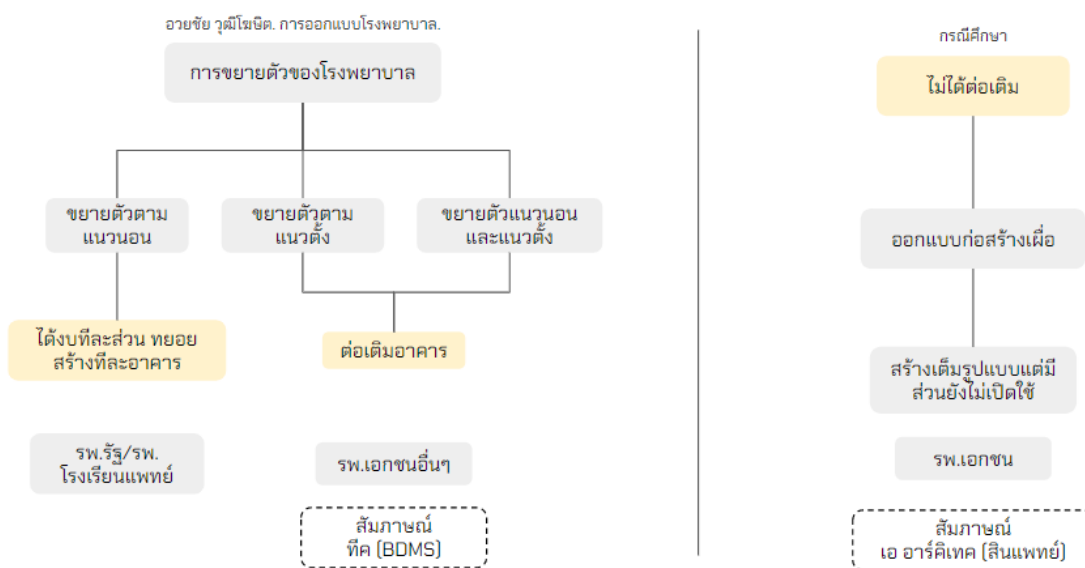 อวยชัย วุฒิโฆษิต. การออกแบบโรงพยาบาล.
การขยายตัวของโรงพยาบาล
ขยายตัวตาม
แนวนอน
ขยายตัวตาม
แนวตั้ง
ขยายตัวแนวนอน
และแนวตั้ง
ได้งบทีละส่วน ทยอย
สร้างทีละอาคาร
ต่อเติมอาคาร
รพ.รัฐ/รพ.
โรงเรียนแพทย์
รพ.เอกชนอื่นๆ
สัมภาษณ์
ทีค (BDMS)
กรณีศึกษา
ไม่ได้ต่อเติม
ออกแบบก่อสร้างเผื่อ
สร้างเต็มรูปแบบแต่มี
ส่วนยังไม่เปิดใช้
รพ.เอกชน
สัมภาษณ์
เอ อาร์คิเทค (สินแพทย์)